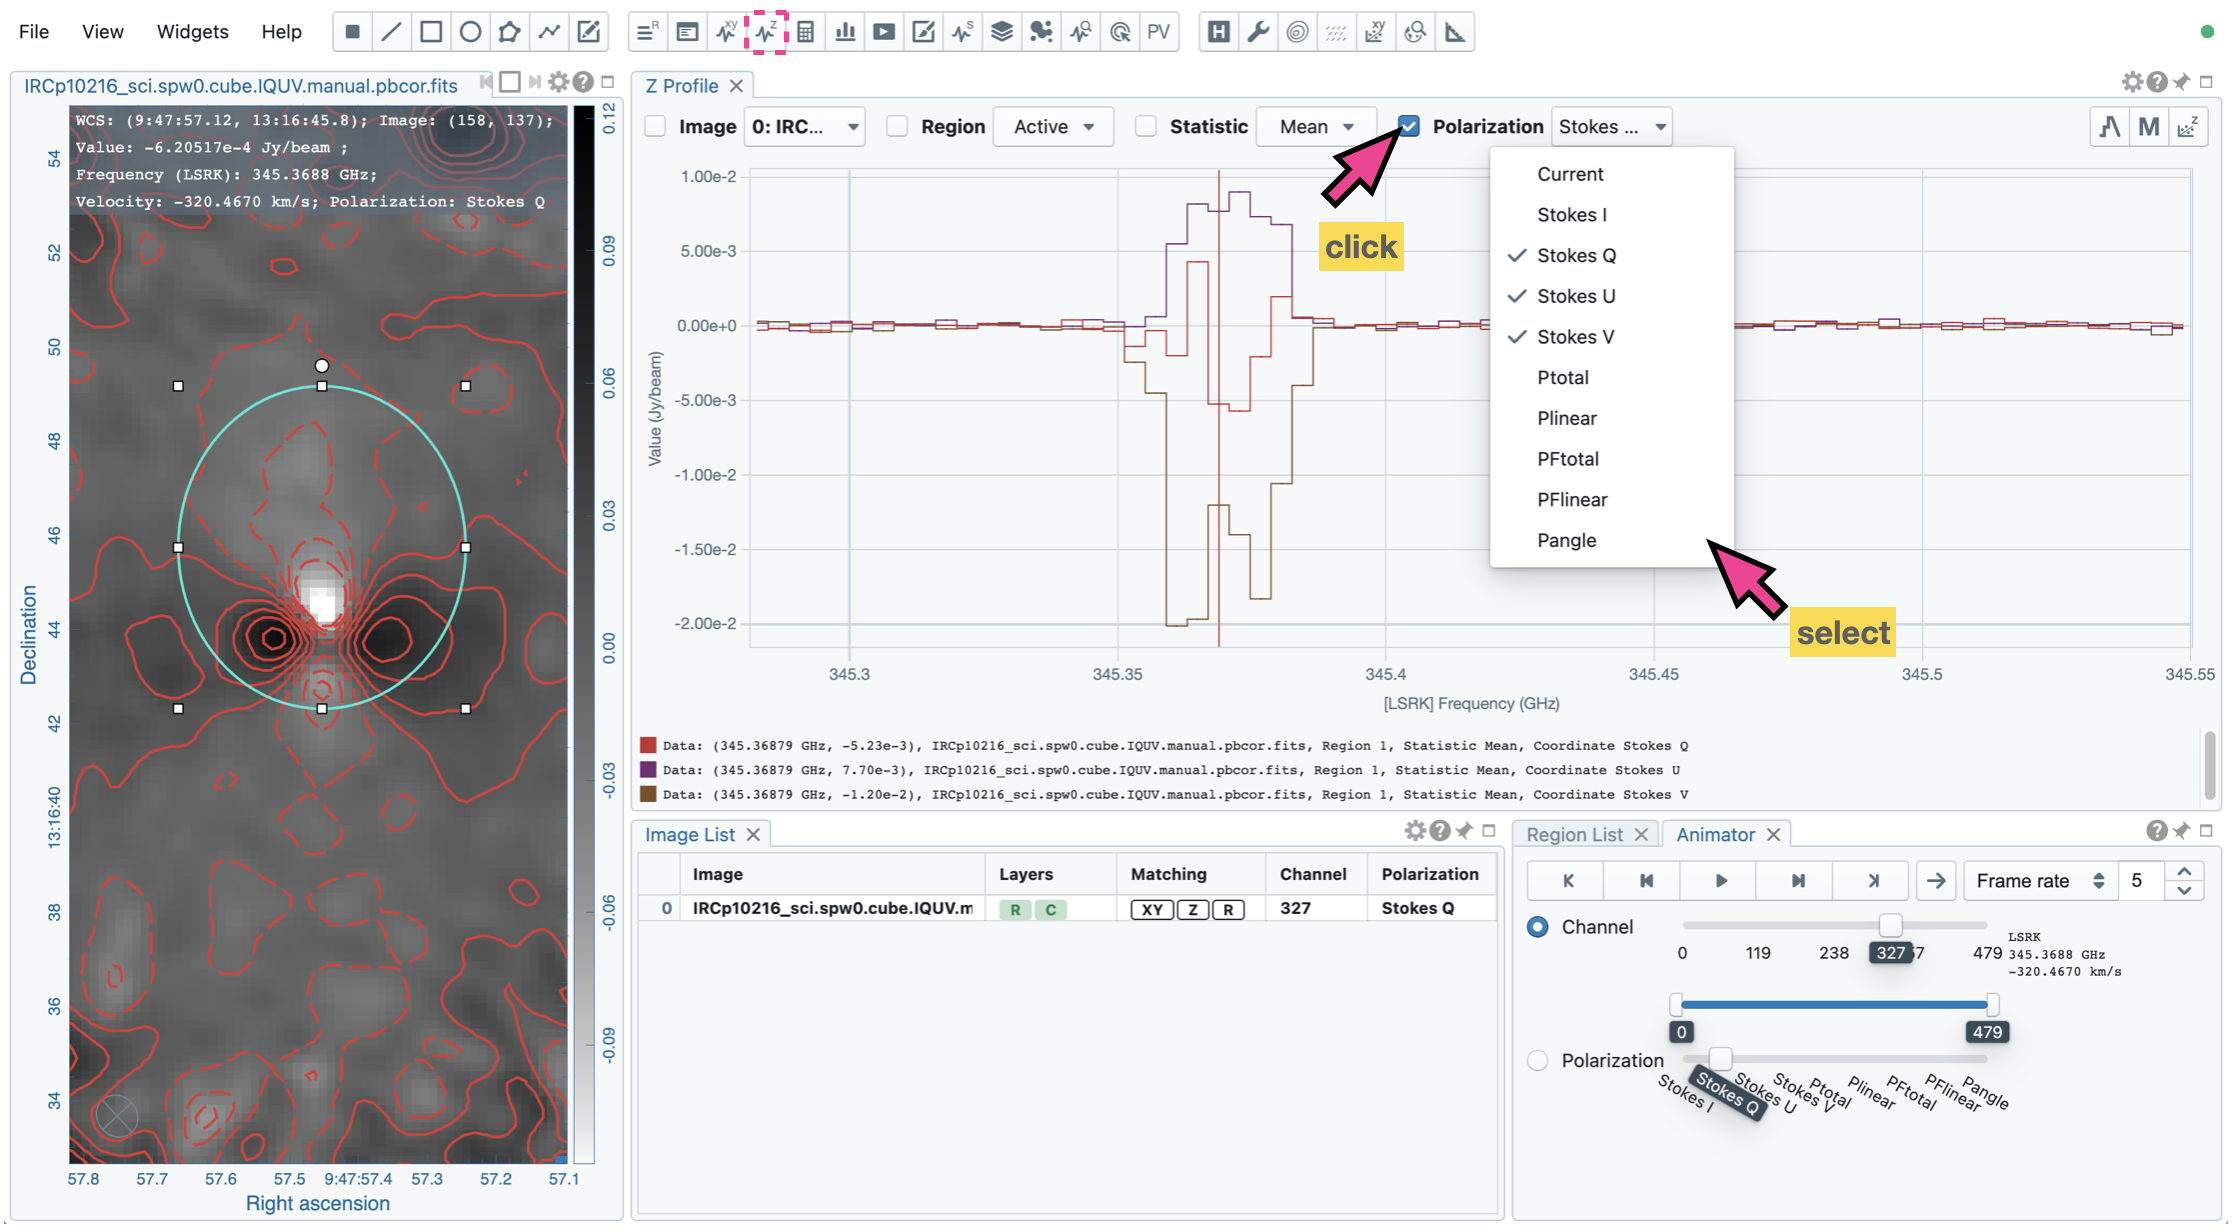 File View Widgets Help
R XY Z S PV H XY
IRCp10216_sci.spw0.cube.IQUV.manual.pbcor.fits
WCS: (9:47:57.12, 13:16:45.8); Image: (158, 137);
Value: -6.20517e-4 Jy/beam ;
Frequency (LSRK): 345.3688 GHz;
Velocity: -320.4670 km/s; Polarization: Stokes Q
Declination
54
52
50
48
46
44
42
13:16:40
38
36
34
57.8 57.7 57.6 57.5 9:47:57.4 57.3 57.2 57.1
Right ascension
0.12
0.09
0.06
0.03
0.00
-0.03
-0.06
-0.09
Z Profile
Image 0: IRC... Region Active Statistic Mean Polarization Stokes ... M Z
click
Current
Stokes I
Stokes Q
Stokes U
Stokes V
Ptotal
Plinear
PFtotal
PFlinear
Pangle
select
Value (Jy/beam)
1.00e-2
5.00e-3
0.00e+0
-5.00e-3
-1.00e-2
-1.50e-2
-2.00e-2
345.3 345.35 345.4 345.45 345.5 345.55
[LSRK] Frequency (GHz)
Data: (345.36879 GHz, -5.23e-3), IRCp10216_sci.spw0.cube.IQUV.manual.pbcor.fits, Region 1, Statistic Mean, Coordinate Stokes Q
Data: (345.36879 GHz, 7.70e-3), IRCp10216_sci.spw0.cube.IQUV.manual.pbcor.fits, Region 1, Statistic Mean, Coordinate Stokes U
Data: (345.36879 GHz, -1.20e-2), IRCp10216_sci.spw0.cube.IQUV.manual.pbcor.fits, Region 1, Statistic Mean, Coordinate Stokes V
Image List
Image Layers Matching Channel Polarization
0 IRCp10216_sci.spw0.cube.IQUV.m R C XY Z R 327 Stokes Q
Region List Animator
Frame rate 5
Channel
0 119 238 327 479
LSRK
345.3688 GHz
-320.4670 km/s
0 479
Polarization
Stokes I Stokes Q Stokes U Stokes V Ptotal Plinear PFtotal PFlinear Pangle